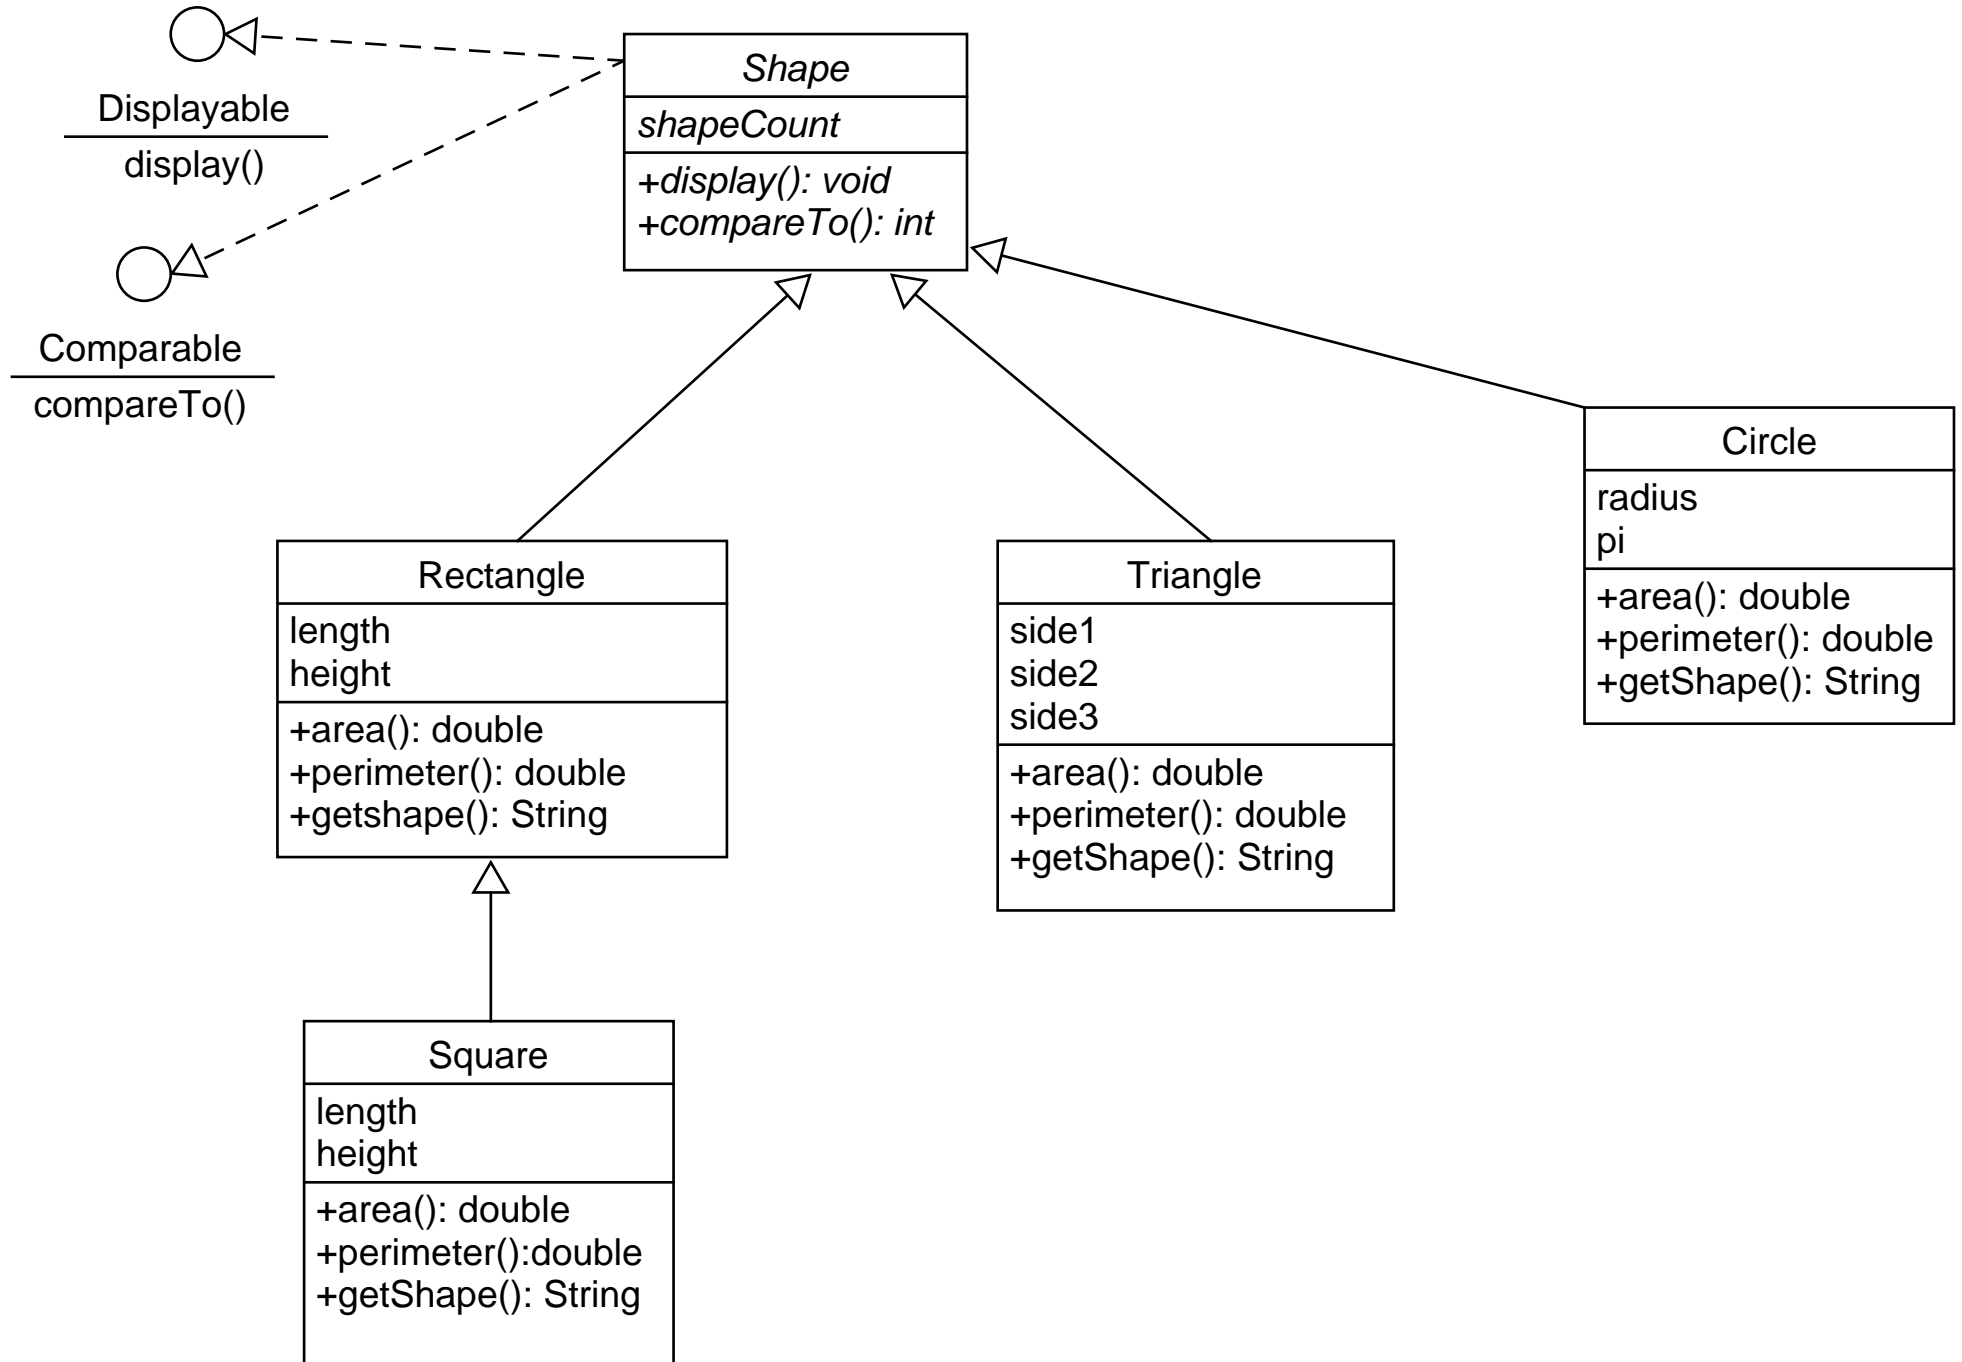 Displayable
display()
Comparable
compareTo()
Shape
shapeCount
+display(): void
+compareTo(): int
Rectangle
length
height
+area(): double
+perimeter(): double
+getshape(): String
Triangle
side1
side2
side3
+area(): double
+perimeter(): double
+getShape(): String
Circle
radius
pi
+area(): double
+perimeter(): double
+getShape(): String
Square
length
height
+area(): double
+perimeter():double
+getShape(): String